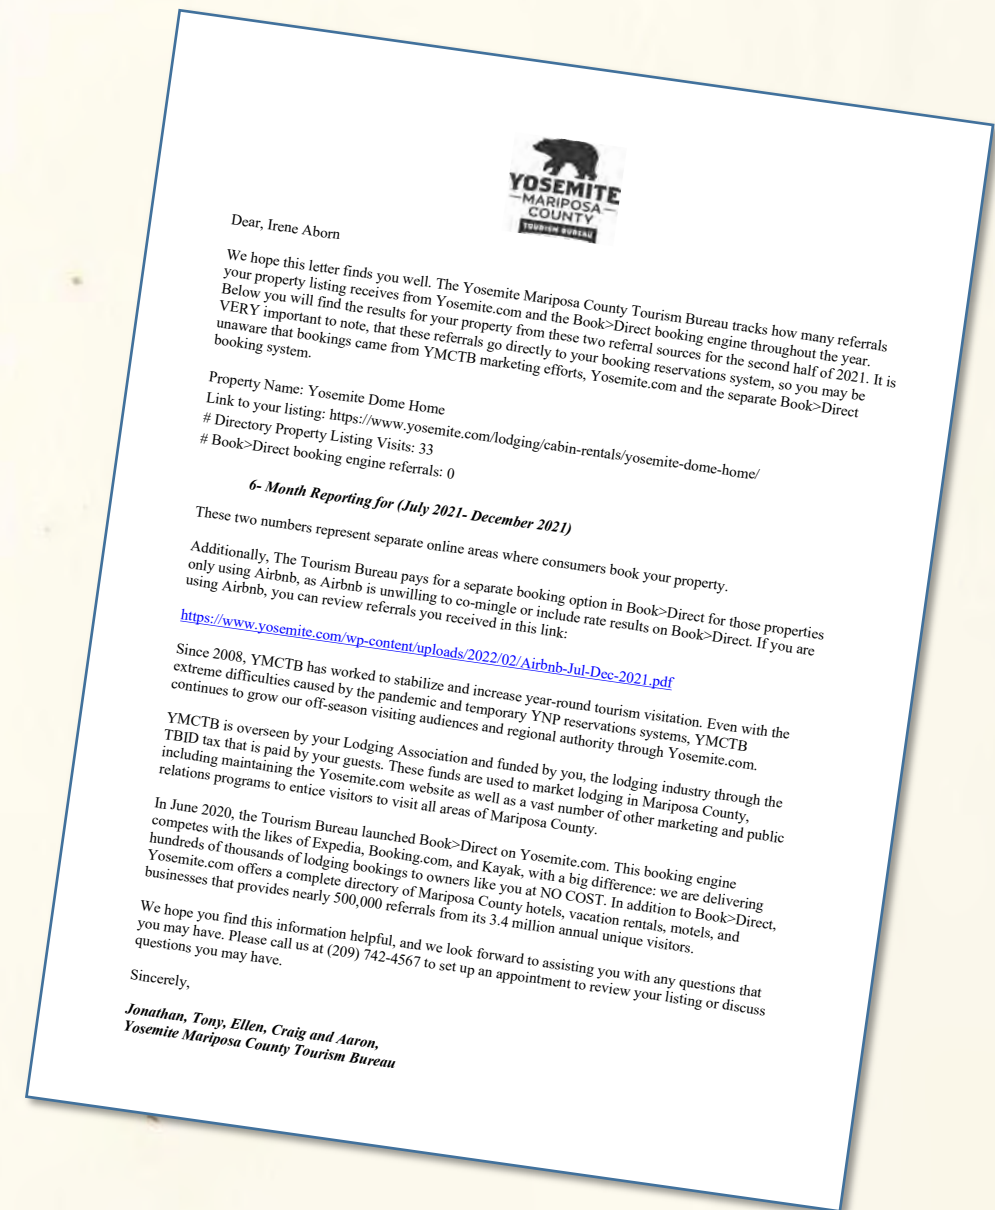 YOSEMITE
MARIPOSA
COUNTY
TOURISM BUREAU
Dear, Irene Aborn
We hope this letter finds you well. The Yosemite Mariposa County Tourism Bureau tracks how many referrals
your property listing receives from Yosemite.com and the Book>Direct booking engine throughout the year.
Below you will find the results for your property from these two referral sources for the second half of 2021. It is
VERY important to note, that these referrals go directly to your booking reservations system, so you may be
unaware that bookings came from YMCTB marketing efforts, Yosemite.com and the separate Book>Direct
booking system.
Property Name: Yosemite Dome Home
Link to your listing: https://www.yosemite.com/lodging/cabin-rentals/yosemite-dome-home/
# Directory Property Listing Visits: 33
# Book>Direct booking engine referrals: 0
6- Month Reporting for (July 2021- December 2021)
These two numbers represent separate online areas where consumers book your property.
Additionally, The Tourism Bureau pays for a separate booking option in Book>Direct for those properties
only using Airbnb, as Airbnb is unwilling to co-mingle or include rate results on Book>Direct. If you are
using Airbnb, you can review referrals you received in this link:
https://www.yosemite.com/wp-content/uploads/2022/02/Airbnb-Jul-Dec-2021.pdf
Since 2008, YMCTB has worked to stabilize and increase year-round tourism visitation. Even with the
extreme difficulties caused by the pandemic and temporary YNP reservations systems, YMCTB
continues to grow our off-season visiting audiences and regional authority through Yosemite.com.
YMCTB is overseen by your Lodging Association and funded by you, the lodging industry through the
TBID tax that is paid by your guests. These funds are used to market lodging in Mariposa County,
including maintaining the Yosemite.com website as well as a vast number of other marketing and public
relations programs to entice visitors to visit all areas of Mariposa County.
In June 2020, the Tourism Bureau launched Book>Direct on Yosemite.com. This booking engine
competes with the likes of Expedia, Booking.com, and Kayak, with a big difference: we are delivering
hundreds of thousands of lodging bookings to owners like you at NO COST. In addition to Book>Direct,
Yosemite.com offers a complete directory of Mariposa County hotels, vacation rentals, motels, and
businesses that provides nearly 500,000 referrals from its 3.4 million annual unique visitors.
We hope you find this information helpful, and we look forward to assisting you with any questions that
you may have. Please call us at (209) 742-4567 to set up an appointment to review your listing or discuss
questions you may have.
Sincerely,
Jonathan, Tony, Ellen, Craig and Aaron,
Yosemite Mariposa County Tourism Bureau